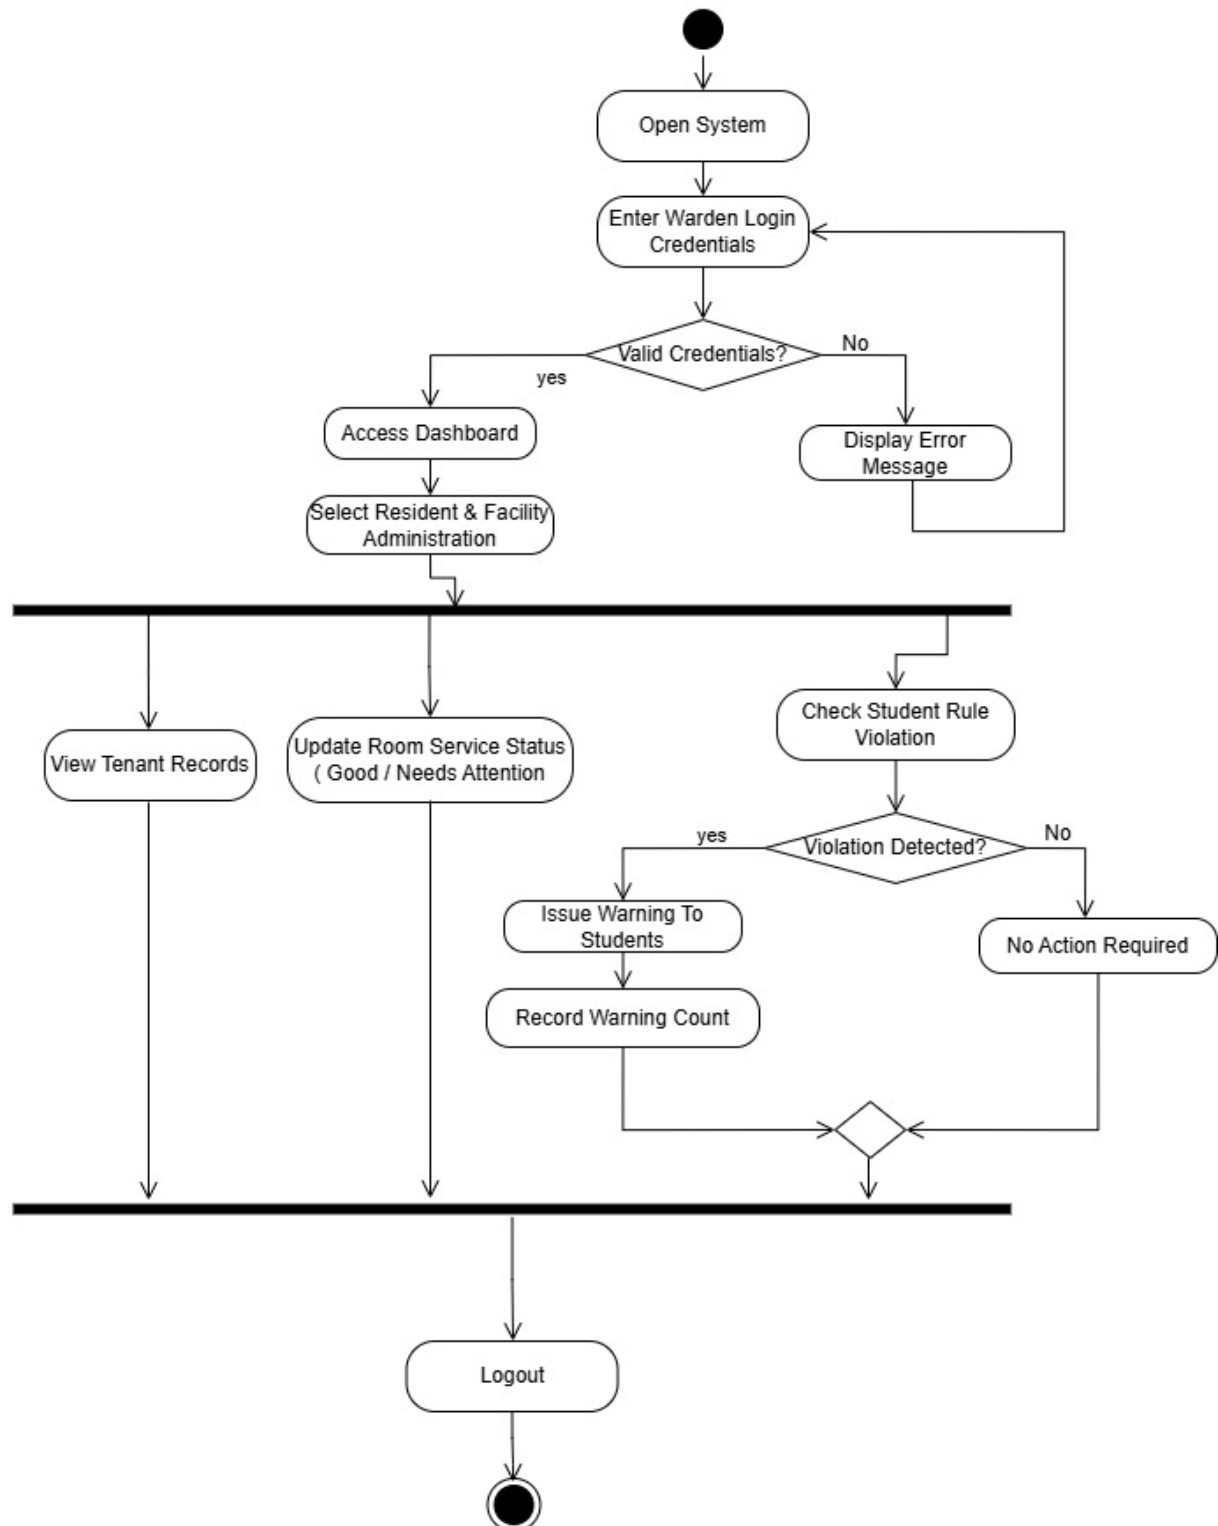 Open System
Enter Warden Login
Credentials
Valid Credentials?
No
yes
Access Dashboard
Display Error
Message
Select Resident & Facility
Administration
View Tenant Records
Update Room Service Status
( Good / Needs Attention
Check Student Rule
Violation
Violation Detected?
yes
No
Issue Warning To
Students
No Action Required
Record Warning Count
Logout